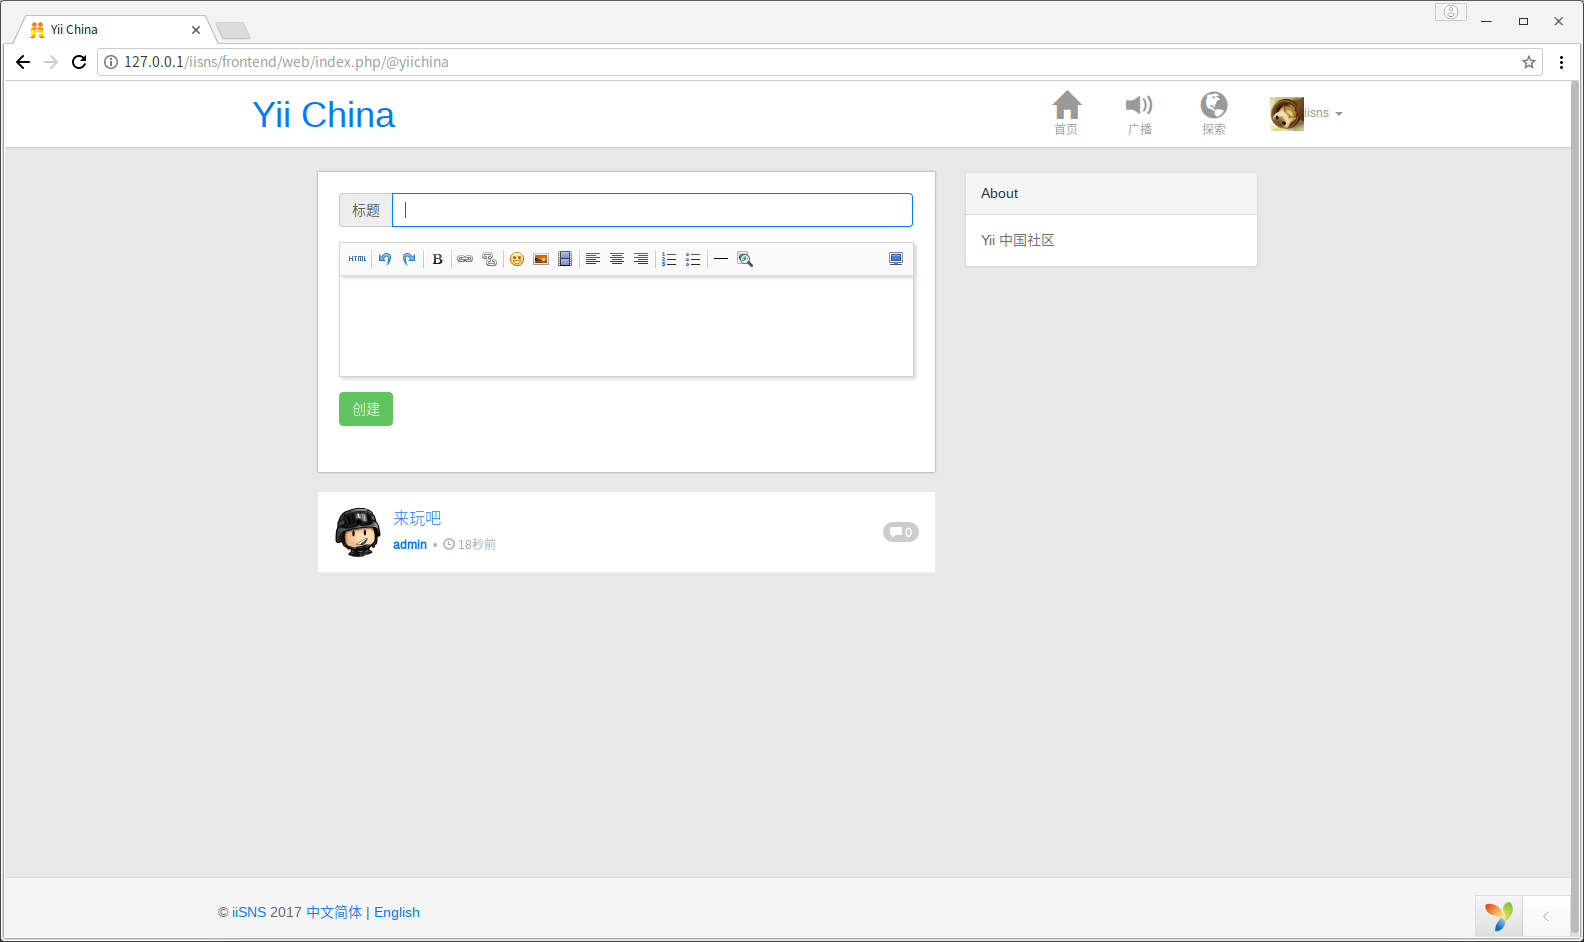 Yii China
127.0.0.1/iisns/frontend/web/index.php/@yiichina
Yii China
首页
广播
探索
iisns
标题
HTML
B
创建
About
Yii 中国社区
来玩吧
admin • 18秒前
0
© iiSNS 2017 中文简体 | English